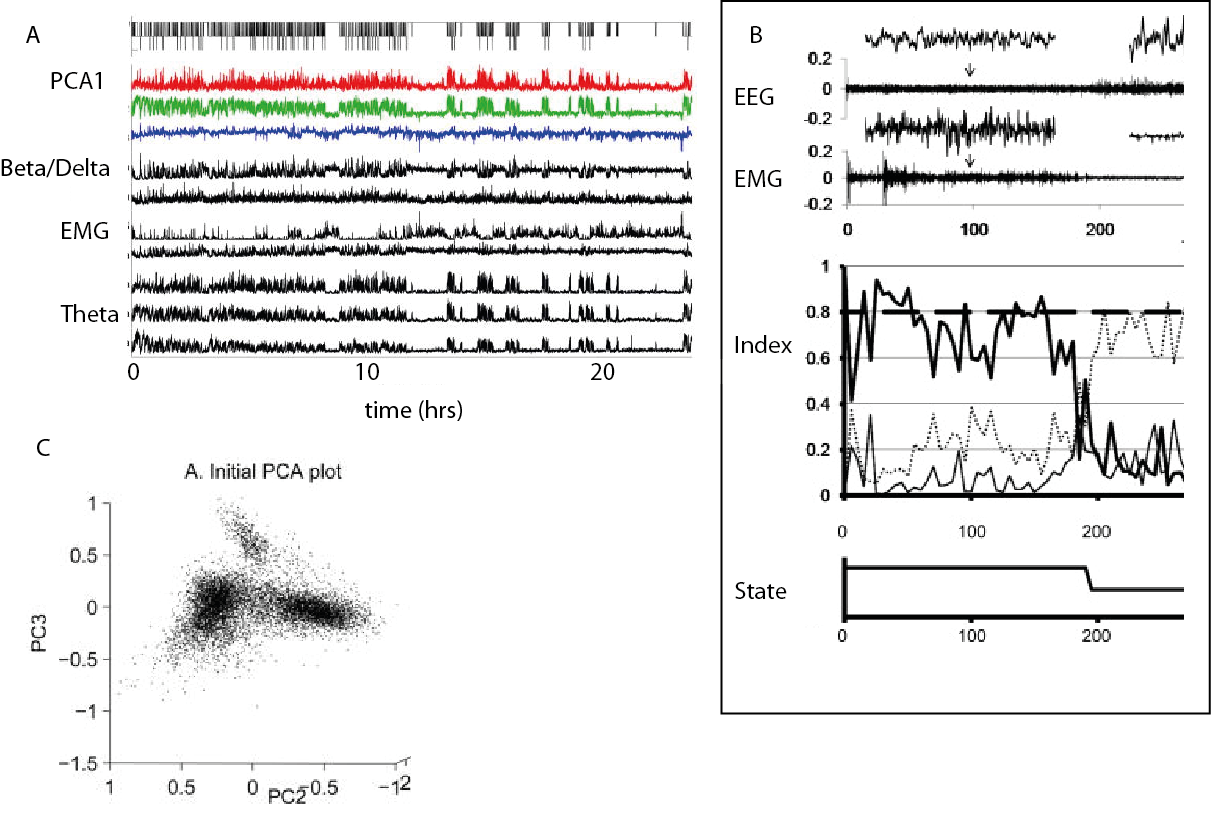 A
PCA1
Beta/Delta
EMG
Theta
0 10 20
time (hrs)
B
0.2
EEG 0
-0.2
0.2
EMG 0
-0.2
0 100 200
1
0.8
Index
0.6
0.4
0.2
0
0 100 200
State
0 100 200
C
A. Initial PCA plot
1
0.5
0
PC3
−0.5
−1
−1.5
1 0.5 0 −0.5 −12
PC2